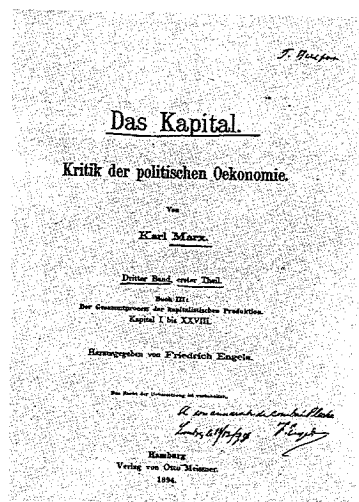 Das Kapital.
Kritik der politischen Oekonomie.
Von
Karl Marx.
Dritter Band, erster Theil.
Buch III:
Der Gesammtprocess der kapitalistischen Produktion.
Kapitel I bis XXVIII.
Herausgegeben von Friedrich Engels.
Das Recht der Uebersetzung ist vorbehalten.
F. Engels
Hamburg
Verlag von Otto Meissner.
1894.